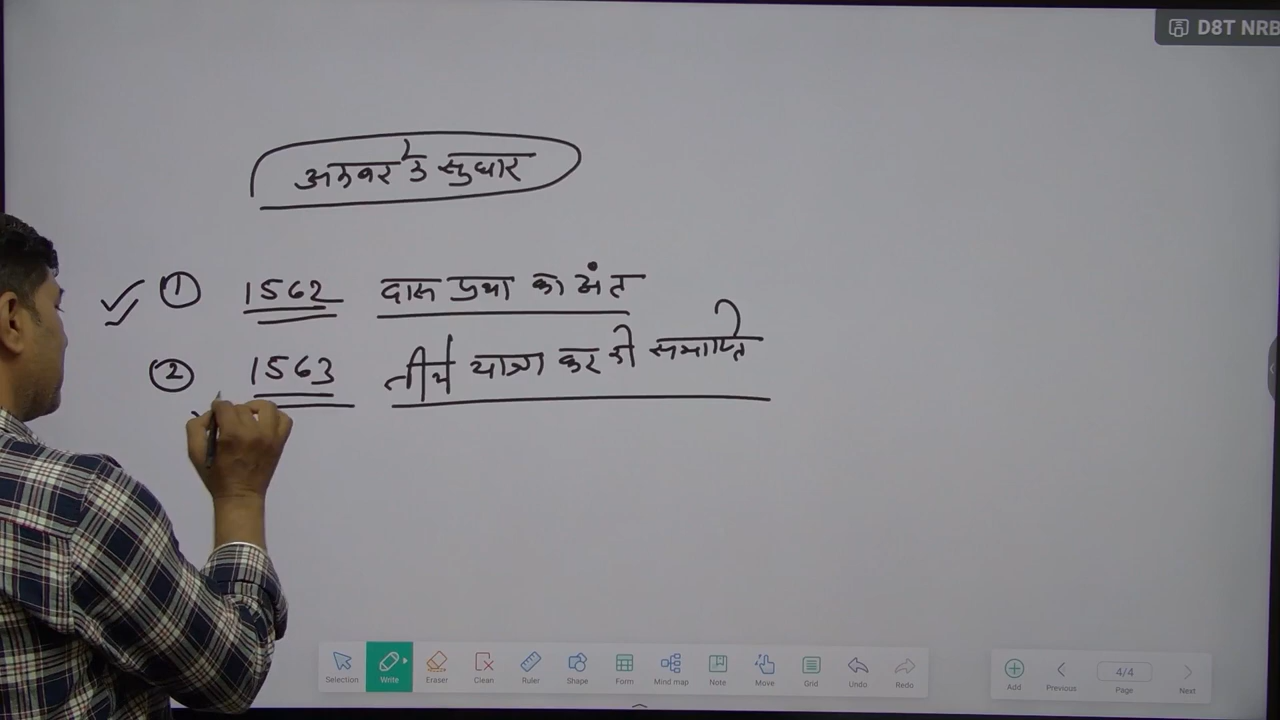 D8T NRB
अकबर के सुधार
① 1562 दास प्रथा का अंत
② 1563 तीर्थ यात्रा कर की समाप्ति
Selection Write Eraser Clean Ruler Shape Form Mind map Note Move Grid Undo Redo
Add Previous 4/4 Page Next